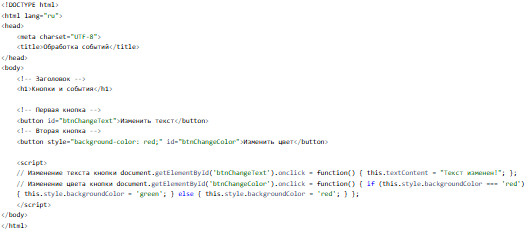 <!DOCTYPE html>
<html lang="ru">
<head>
<meta charset="UTF-8">
<title>Обработка событий</title>
</head>
<body>
<!-- Заголовок -->
<h1>Кнопки и события</h1>
<!-- Первая кнопка -->
<button id="btnChangeText">Изменить текст</button>
<!-- Вторая кнопка -->
<button style="background-color: red;" id="btnChangeColor">Изменить цвет</button>
<script>
// Изменение текста кнопки document.getElementById('btnChangeText').onclick = function() { this.textContent = "Текст изменен!"; };
// Изменение цвета кнопки document.getElementById('btnChangeColor').onclick = function() { if (this.style.backgroundColor === 'red')
{ this.style.backgroundColor = 'green'; } else { this.style.backgroundColor = 'red'; } };
</script>
</body>
</html>